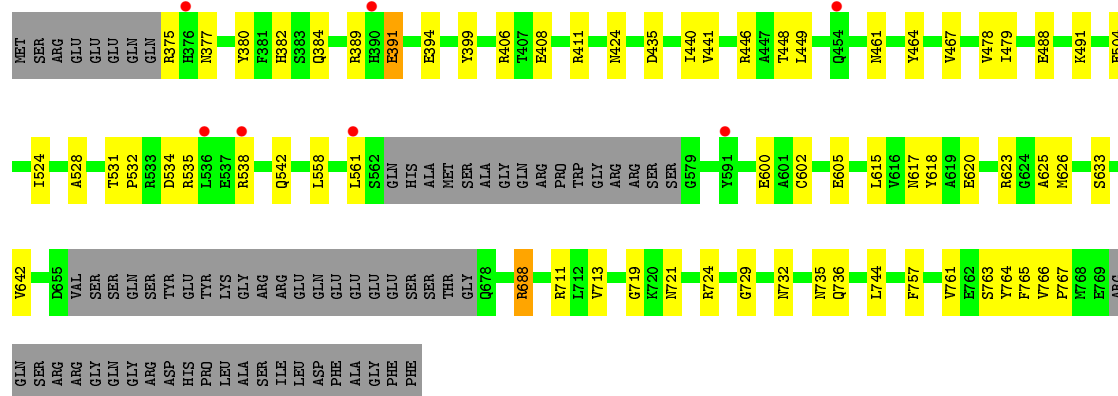 MET SER ARG GLU GLU GLU GLN GLN R375 H376 N377 Y380 F381 H382 S383 Q384 R389 H390 E391 E394 Y399 R406 T407 E408 R411 N424 D435 I440 V441 R446 A447 T448 L449 Q454 N461 Y464 V467 V478 I479 E488 K491
I524 A528 T531 P532 R533 D534 R535 L536 E537 R538 Q542 L558 L561 S562 GLN HIS ALA MET SER ALA GLY GLN ARG PRO TRP GLY ARG ARG SER SER G579 Y591 E600 A601 C602 E605 L615 V616 N617 Y618 A619 E620 R623 G624 A625 M626 S633
V642 D655 VAL SER SER GLN SER TYR GLU TYR LYS GLY ARG ARG GLU GLN GLU GLU GLU GLU SER SER THR GLY Q678 R688 R711 L712 V713 G719 K720 N721 R724 G729 N732 N735 Q736 L744 F757 V761 E762 S763 Y764 F765 V766 P767 M768 E769 ARG
GLN SER ARG ARG GLY GLN GLY ARG ASP HIS PRO LEU ALA SER ILE LEU ASP PHE ALA GLY PHE PHE